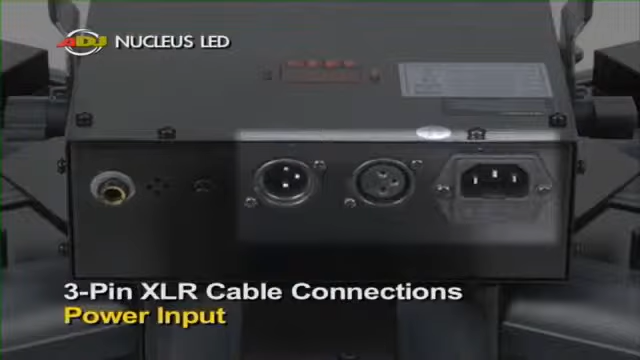 ADJ NUCLEUS LED
3-Pin XLR Cable Connections
Power Input